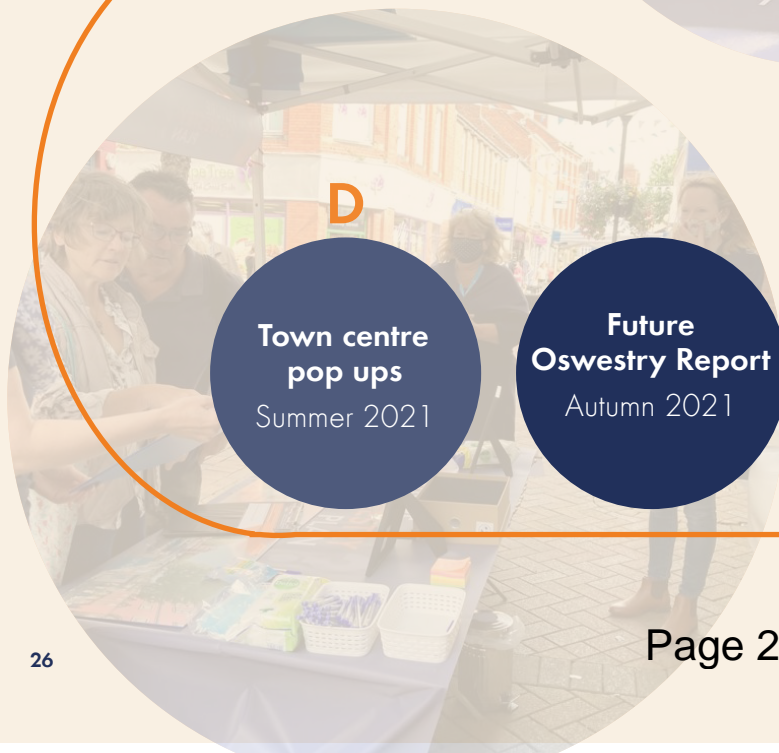 D
Town centre
pop ups
Summer 2021
Future
Oswestry Report
Autumn 2021
26
Page 2